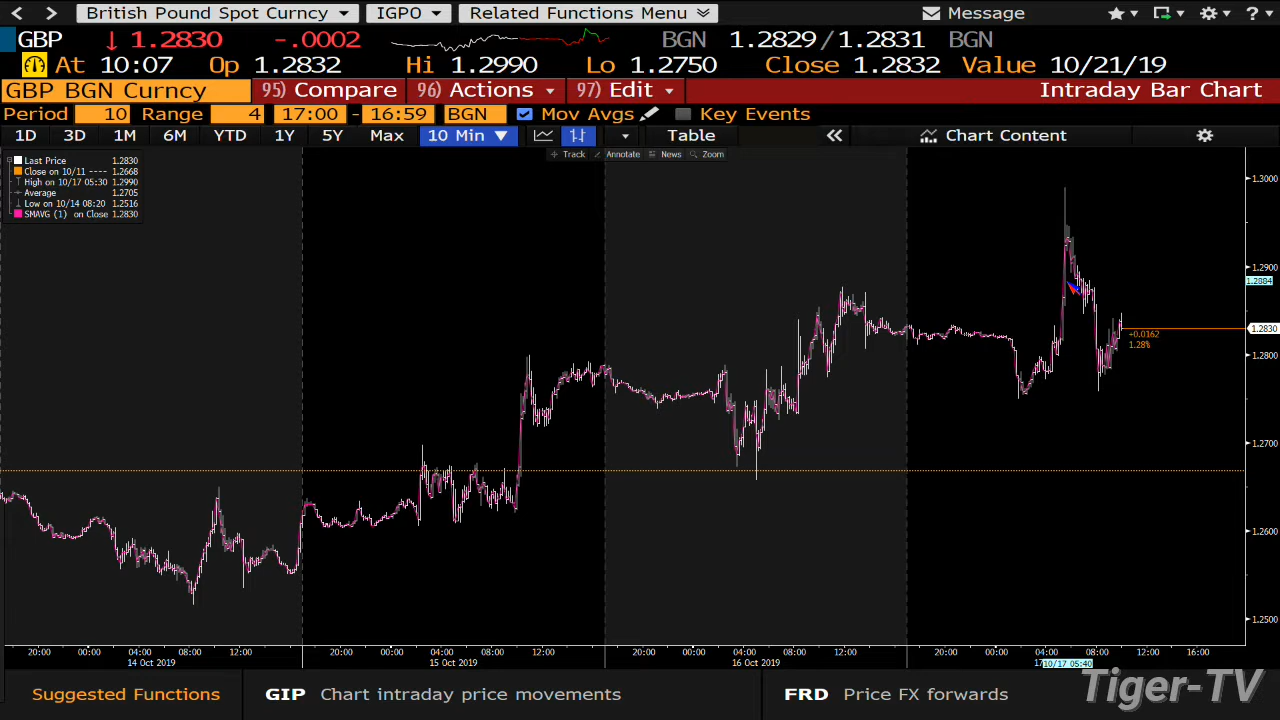 British Pound Spot Curncy IGPO Related Functions Menu Message ?
GBP 1.2830 -.0002 BGN 1.2829/1.2831 BGN
At 10:07 Op 1.2832 Hi 1.2990 Lo 1.2750 Close 1.2832 Value 10/21/19
GBP BGN Curncy 95) Compare 96) Actions 97) Edit Intraday Bar Chart
Period 10 Range 4 17:00 - 16:59 BGN Mov Avgs Key Events
1D 3D 1M 6M YTD 1Y 5Y Max 10 Min Table Chart Content
Track Annotate News Zoom
Last Price 1.2830
Close on 10/11 ---- 1.2668
High on 10/17 05:30 1.2990
Average 1.2705
Low on 10/14 08:20 1.2516
SMAVG (1) on Close 1.2830
1.3000
1.2900
1.2884
1.2830
+0.0162
1.28%
1.2800
1.2700
1.2600
1.2500
20:00 00:00 04:00 08:00 12:00 20:00 00:00 04:00 08:00 12:00 20:00 00:00 04:00 08:00 12:00 20:00 00:00 04:00 08:00 12:00 16:00
14 Oct 2019 15 Oct 2019 16 Oct 2019 17 10/17 05:40
Suggested Functions GIP Chart intraday price movements FRD Price FX forwards
Tiger-TV